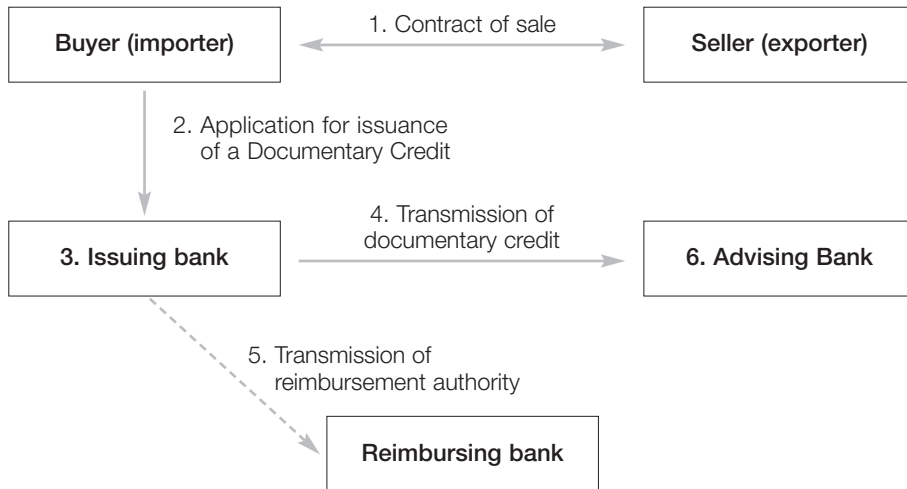 Buyer (importer)
1. Contract of sale
Seller (exporter)
2. Application for issuance
of a Documentary Credit
3. Issuing bank
4. Transmission of
documentary credit
6. Advising Bank
5. Transmission of
reimbursement authority
Reimbursing bank